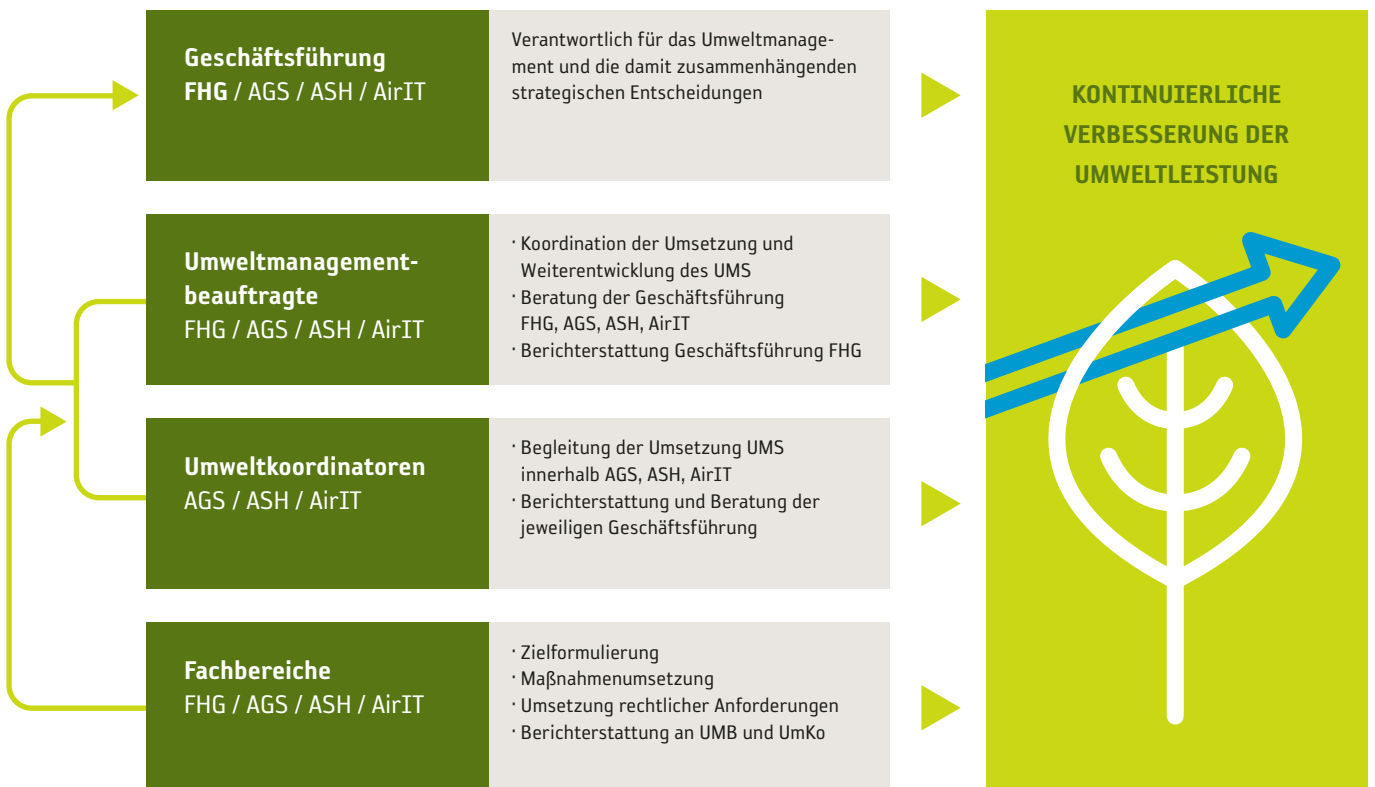 Geschäftsführung
FHG / AGS / ASH / AirIT
Verantwortlich für das Umweltmanage-
ment und die damit zusammenhängenden
strategischen Entscheidungen
Umweltmanagement-
beauftragte
FHG / AGS / ASH / AirIT
· Koordination der Umsetzung und
Weiterentwicklung des UMS
· Beratung der Geschäftsführung
FHG, AGS, ASH, AirIT
· Berichterstattung Geschäftsführung FHG
Umweltkoordinatoren
AGS / ASH / AirIT
· Begleitung der Umsetzung UMS
innerhalb AGS, ASH, AirIT
· Berichterstattung und Beratung der
jeweiligen Geschäftsführung
Fachbereiche
FHG / AGS / ASH / AirIT
· Zielformulierung
· Maßnahmenumsetzung
· Umsetzung rechtlicher Anforderungen
· Berichterstattung an UMB und UmKo
KONTINUIERLICHE
VERBESSERUNG DER
UMWELTLEISTUNG